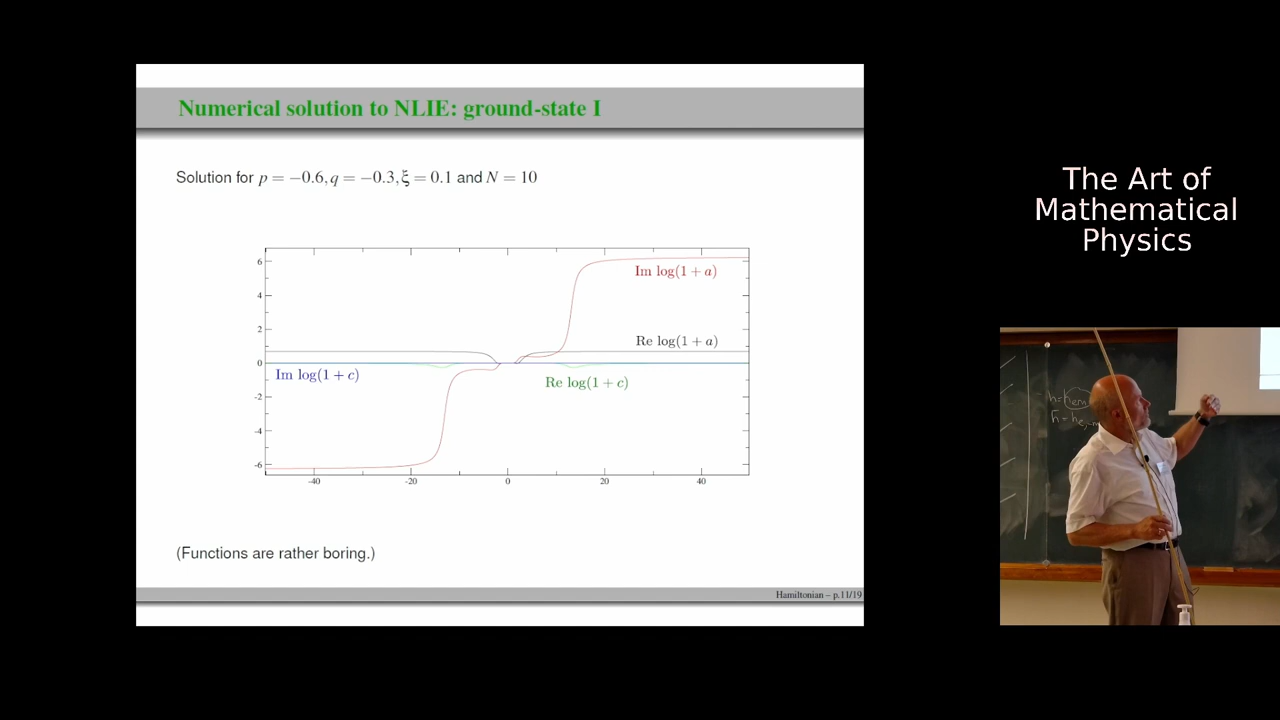 Numerical solution to NLIE: ground-state I
Solution for p = −0.6, q = −0.3, ξ = 0.1 and N = 10
6
4
2
0
-2
-4
-6
-40
-20
0
20
40
Im log(1 + a)
Re log(1 + a)
Im log(1 + c)
Re log(1 + c)
(Functions are rather boring.)
Hamiltonian – p.11/19
The Art of
Mathematical
Physics